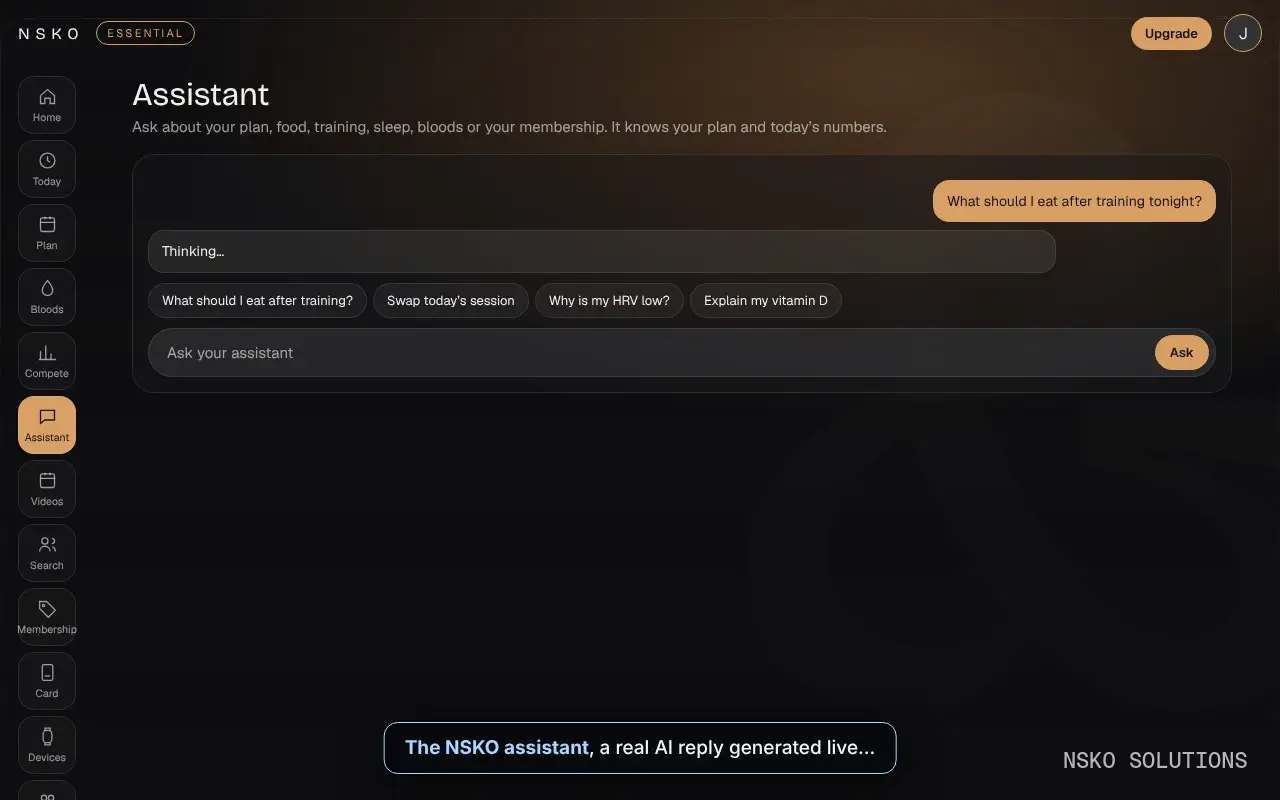 NSKO ESSENTIAL Upgrade J
Home
Today
Plan
Bloods
Compete
Assistant
Videos
Search
Membership
Card
Devices
Assistant
Ask about your plan, food, training, sleep, bloods or your membership. It knows your plan and today's numbers.
What should I eat after training tonight?
Thinking…
What should I eat after training? Swap today's session Why is my HRV low? Explain my vitamin D
Ask your assistant Ask
The NSKO assistant, a real AI reply generated live...
NSKO SOLUTIONS